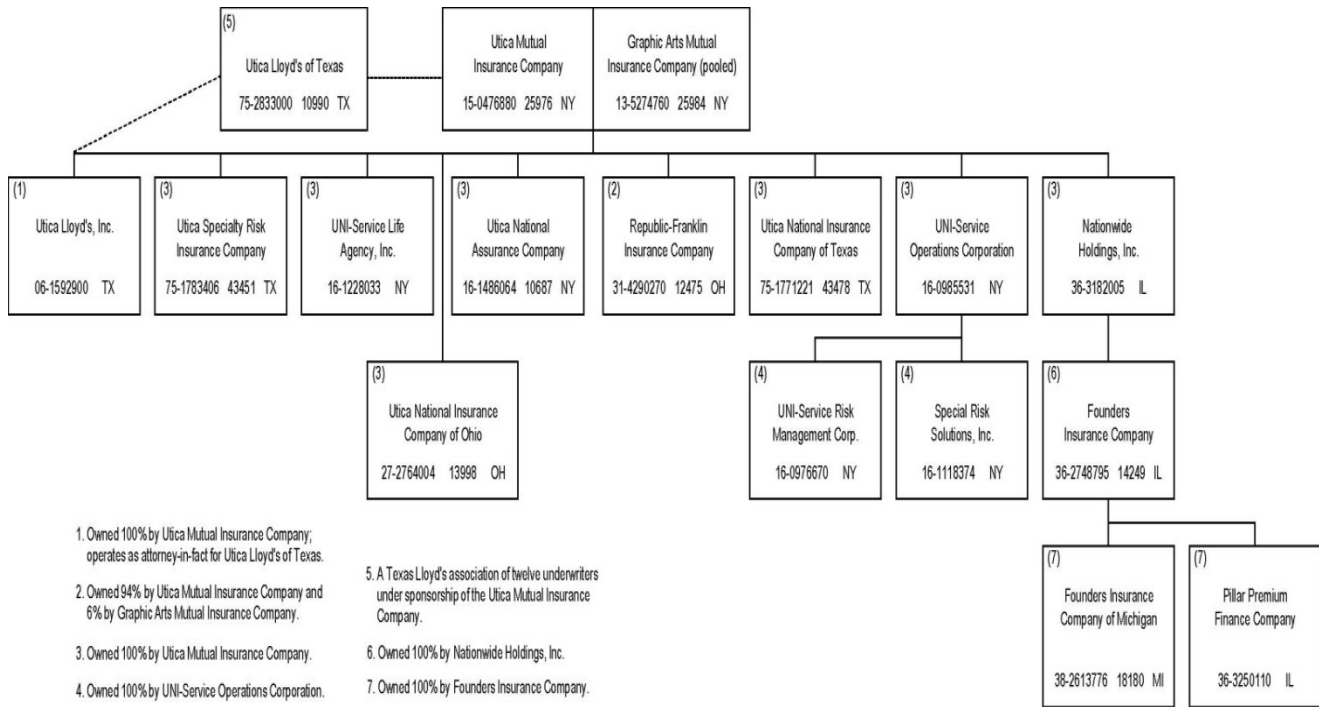 (5)
Utica Lloyd's of Texas
75-2833000 10990 TX
Utica Mutual
Insurance Company
15-0476880 25976 NY
Graphic Arts Mutual
Insurance Company (pooled)
13-5274760 25984 NY
(1)
Utica Lloyd's, Inc.
06-1592900 TX
(3)
Utica Specialty Risk
Insurance Company
75-1783406 43451 TX
(3)
UNI-Service Life
Agency, Inc.
16-1228033 NY
(3)
Utica National
Assurance Company
16-1486064 10687 NY
(2)
Republic-Franklin
Insurance Company
31-4290270 12475 OH
(3)
Utica National Insurance
Company of Texas
75-1771221 43478 TX
(3)
UNI-Service
Operations Corporation
16-0985531 NY
(3)
Nationwide
Holdings, Inc.
36-3182005 IL
(3)
Utica National Insurance
Company of Ohio
27-2764004 13998 OH
(4)
UNI-Service Risk
Management Corp.
16-0976670 NY
(4)
Special Risk
Solutions, Inc.
16-1118374 NY
(6)
Founders
Insurance Company
36-2748795 14249 IL
(7)
Founders Insurance
Company of Michigan
38-2613776 18180 MI
(7)
Pillar Premium
Finance Company
36-3250110 IL
1. Owned 100% by Utica Mutual Insurance Company;
operates as attorney-in-fact for Utica Lloyd's of Texas.
2. Owned 94% by Utica Mutual Insurance Company and
6% by Graphic Arts Mutual Insurance Company.
3. Owned 100% by Utica Mutual Insurance Company.
4. Owned 100% by UNI-Service Operations Corporation.
5. A Texas Lloyd's association of twelve underwriters
under sponsorship of the Utica Mutual Insurance
Company.
6. Owned 100% by Nationwide Holdings, Inc.
7. Owned 100% by Founders Insurance Company.